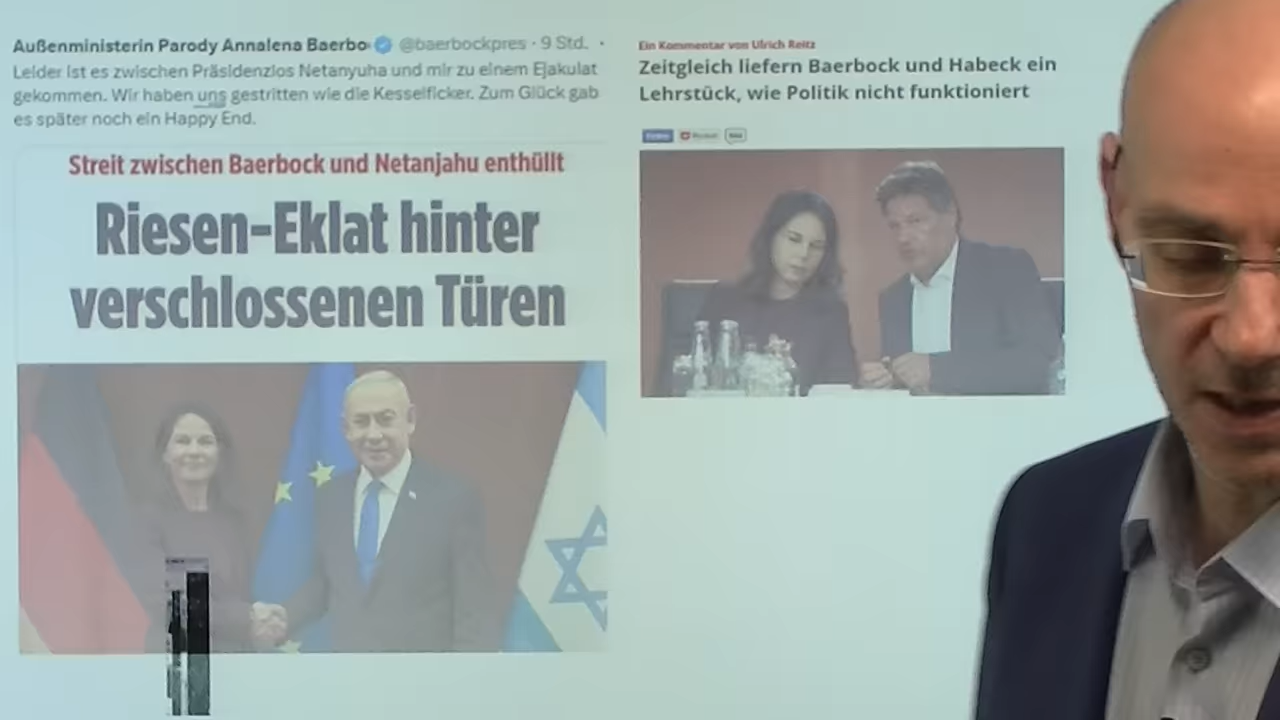 Außenministerin Parody Annalena Baerbo @baerbockpres · 9 Std. ·
Leider ist es zwischen Präsidenzlos Netanyuha und mir zu einem Ejakulat
gekommen. Wir haben uns gestritten wie die Kesselficker. Zum Glück gab
es später noch ein Happy End.
Streit zwischen Baerbock und Netanjahu enthüllt
Riesen-Eklat hinter
verschlossenen Türen
Ein Kommentar von Ulrich Reitz
Zeitgleich liefern Baerbock und Habeck ein
Lehrstück, wie Politik nicht funktioniert